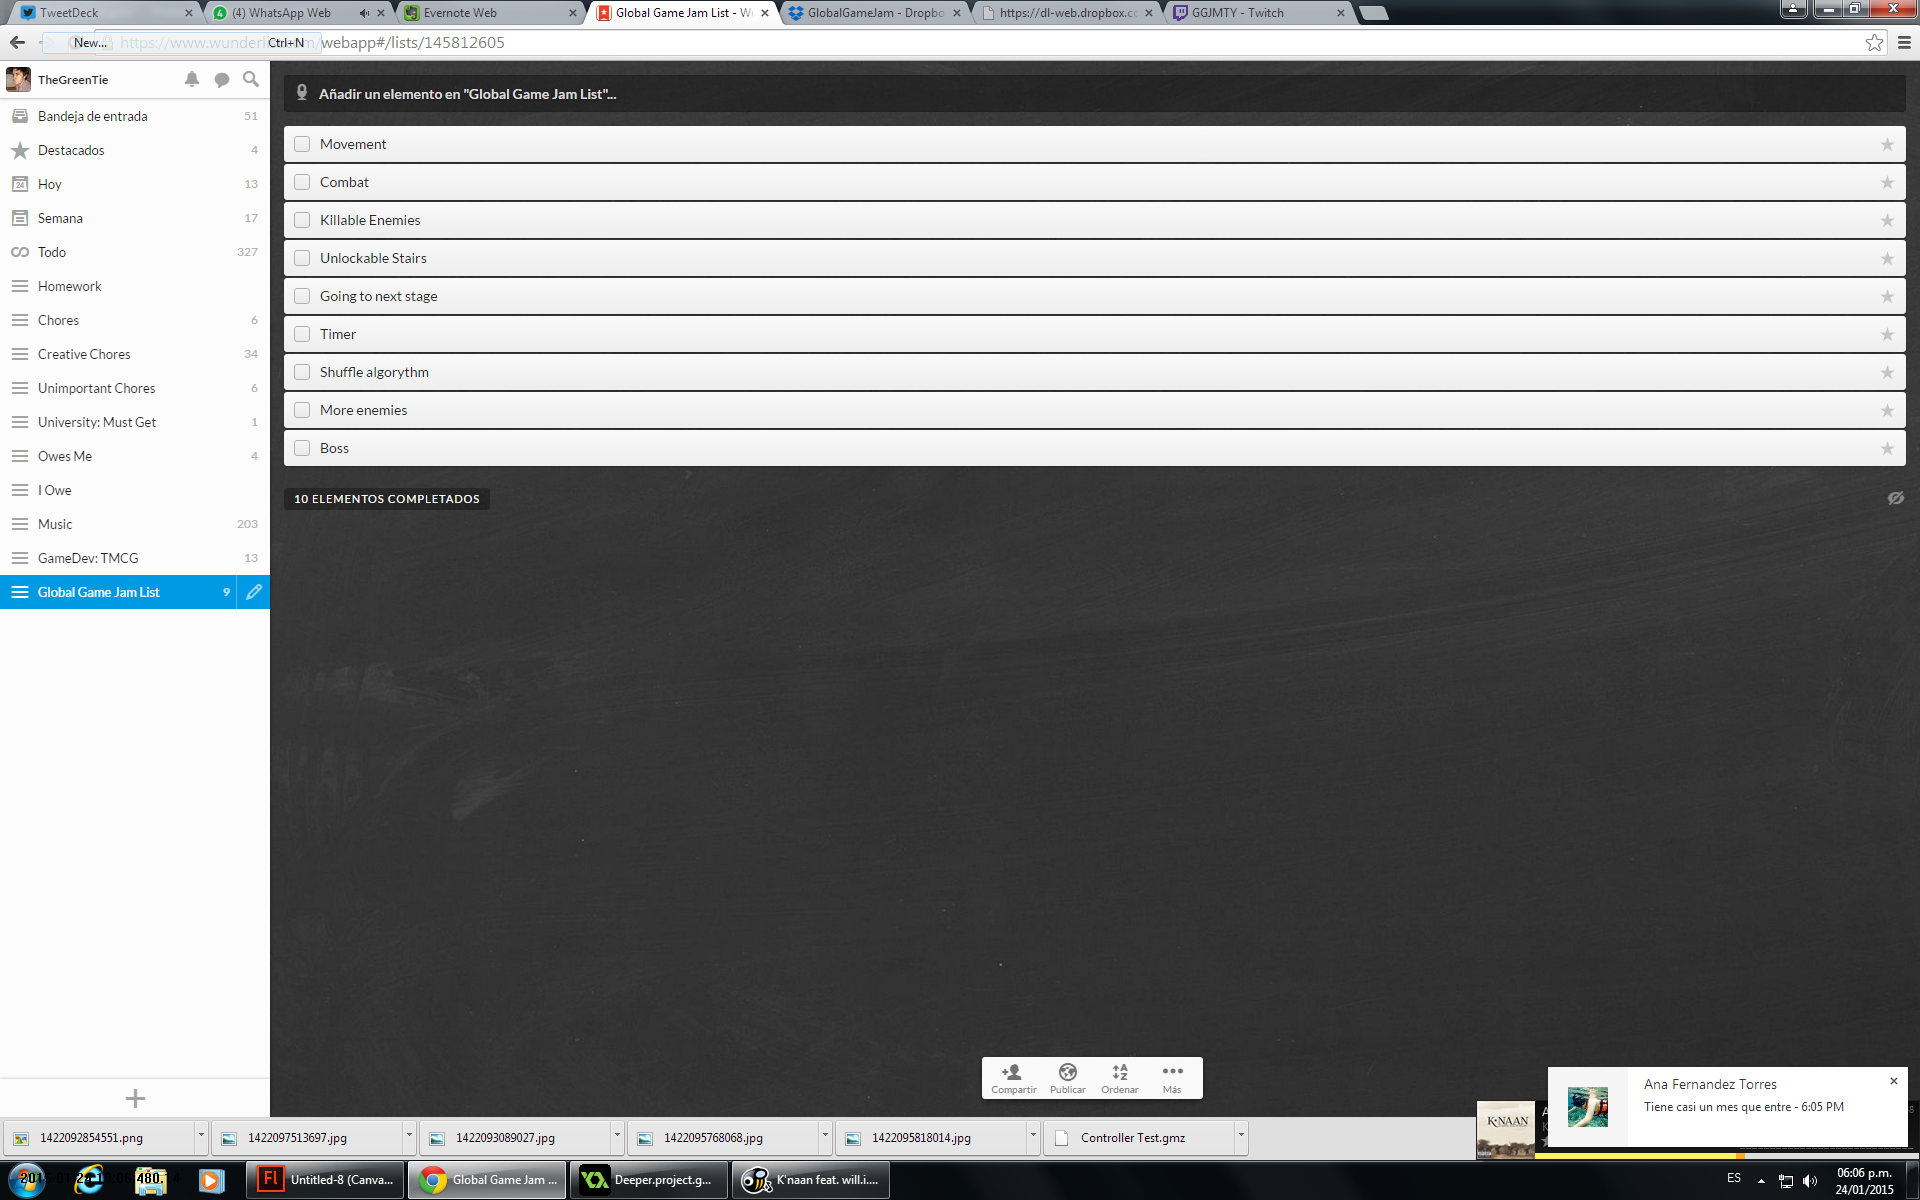 TweetDeck
(4) WhatsApp Web
Evernote Web
Global Game Jam List - W
GlobalGameJam - Dropbo
https://dl-web.dropbox.co
GGJMTY - Twitch
New... Ctrl+N
https://www.wunderli /webapp#/lists/145812605
TheGreenTie
Bandeja de entrada 51
Destacados 4
24 Hoy 13
Semana 17
Todo 327
Homework
Chores 6
Creative Chores 34
Unimportant Chores 6
University: Must Get 1
Owes Me 4
I Owe
Music 203
GameDev: TMCG 13
Global Game Jam List 9
Añadir un elemento en "Global Game Jam List"...
Movement
Combat
Killable Enemies
Unlockable Stairs
Going to next stage
Timer
Shuffle algorythm
More enemies
Boss
10 ELEMENTOS COMPLETADOS
Compartir
Publicar
Ordenar
Más
Ana Fernandez Torres
Tiene casi un mes que entre - 6:05 PM
K'NAAN
1422092854551.png
1422097513697.jpg
1422093089027.jpg
1422095768068.jpg
1422095818014.jpg
Controller Test.gmz
Fl Untitled-8 (Canva...
Global Game Jam ...
Deeper.project.g...
K'naan feat. will.i....
ES
06:06 p.m.
24/01/2015